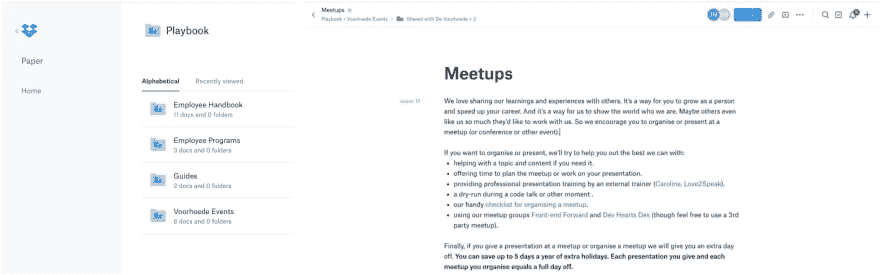 Paper
Home
Playbook
Alphabetical Recently viewed
Employee Handbook
11 docs and 0 folders
Employee Programs
3 docs and 0 folders
Guides
2 docs and 0 folders
Voorhoede Events
6 docs and 0 folders
Meetups
Playbook • Voorhoede Events • Shared with De Voorhoede + 2
Meetups
We love sharing our learnings and experiences with others. It's a way for you to grow as a person
and speed up your career. And it's a way for us to show the world who we are. Maybe others even
like us so much they'd like to work with us. So we encourage you to organise or present at a
meetup (or conference or other event).
If you want to organise or present, we'll try to help you out the best we can with:
• helping with a topic and content if you need it.
• offering time to plan the meetup or work on your presentation.
• providing professional presentation training by an external trainer (Carolina, Love2Speak).
• a dry-run during a code talk or other moment .
• our handy checklist for organising a meetup.
• using our meetup groups Front-end Forward and Dev Hearts Des (though feel free to use a 3rd
party meetup).
Finally, if you give a presentation at a meetup or organise a meetup we will give you an extra day
off. You can save up to 5 days a year of extra holidays. Each presentation you give and each
meetup you organise equals a full day off.